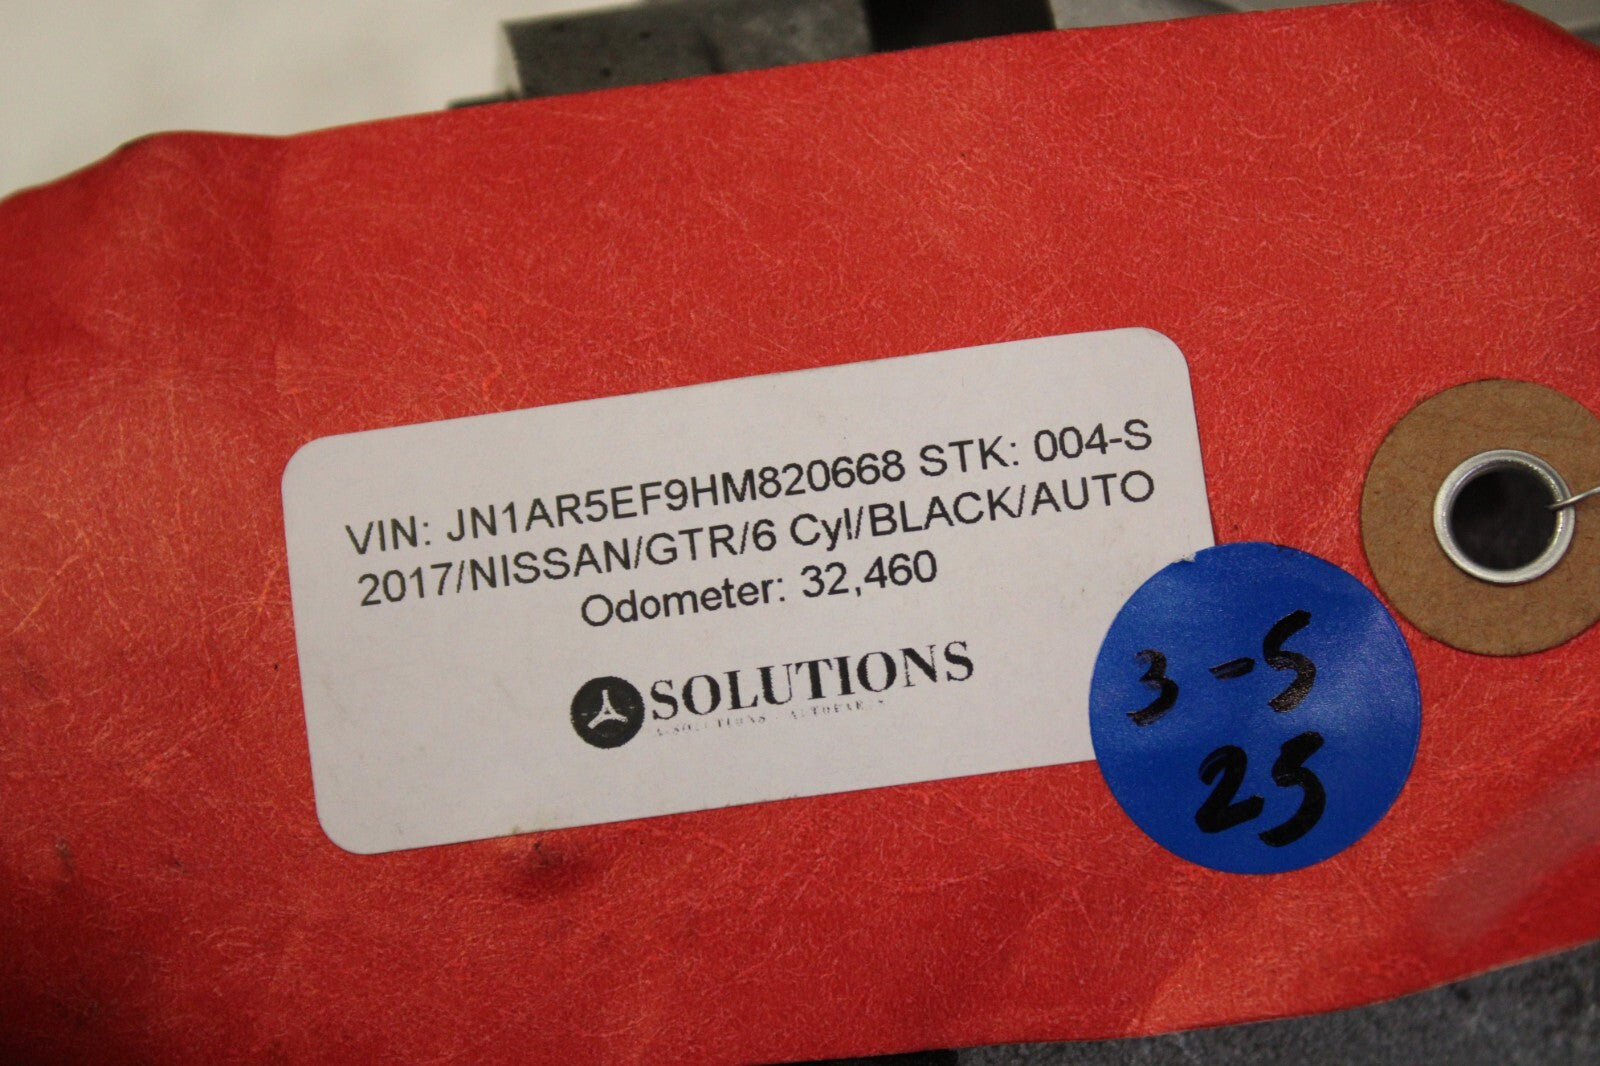 VIN: JN1AR5EF9HM820668 STK: 004-S
2017/NISSAN/GTR/6 Cyl/BLACK/AUTO
Odometer: 32,460
SOLUTIONS
3-5
25